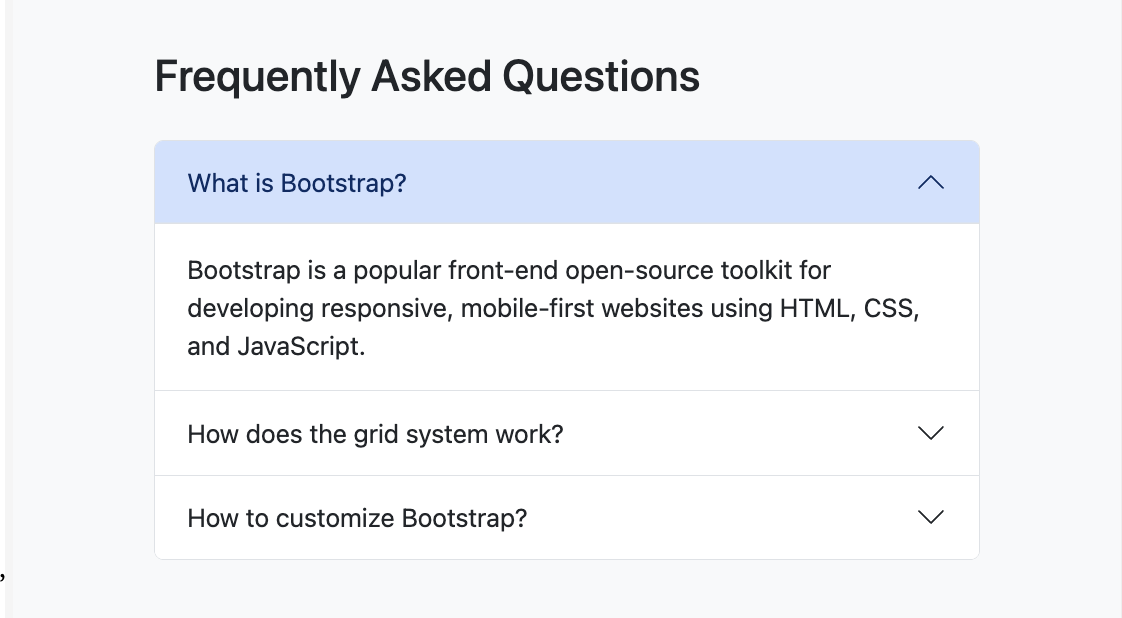 Frequently Asked Questions
What is Bootstrap?
Bootstrap is a popular front-end open-source toolkit for
developing responsive, mobile-first websites using HTML, CSS,
and JavaScript.
How does the grid system work?
How to customize Bootstrap?
,